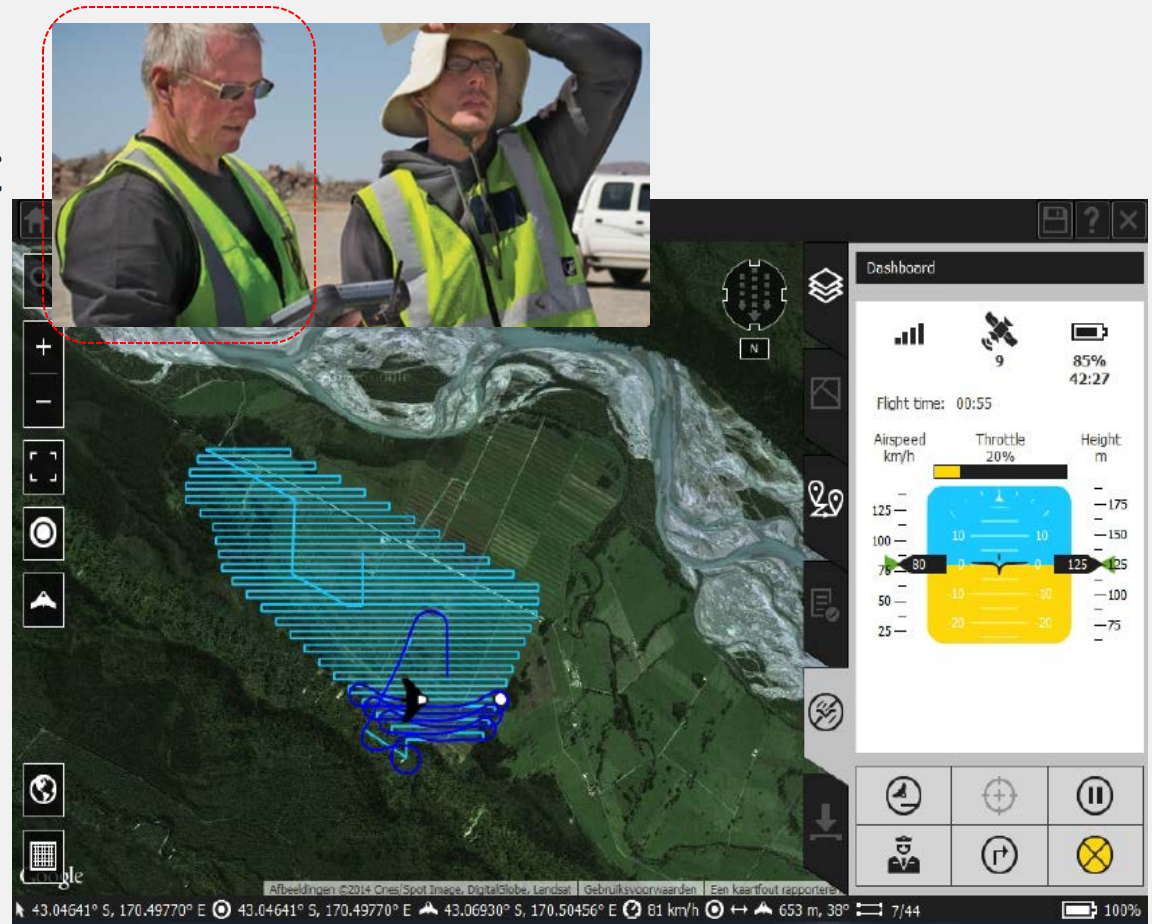 Dashboard
N
9
85%
42:27
Flight time: 00:55
Airspeed
km/h
Throttle
20%
Height
m
125
100
75
50
25
80
10 10
0 0
-10 -10
-20 -20
125
175
150
125
100
75
Google
Afbeeldingen ©2014 Cnes/Spot Image, DigitalGlobe, Landsat Gebruiksvoorwaarden Een kaartfout rapporteren
43.04641° S, 170.49770° E 43.04641° S, 170.49770° E 43.06930° S, 170.50456° E 81 km/h ↔ 653 m, 38° 7/44 100%